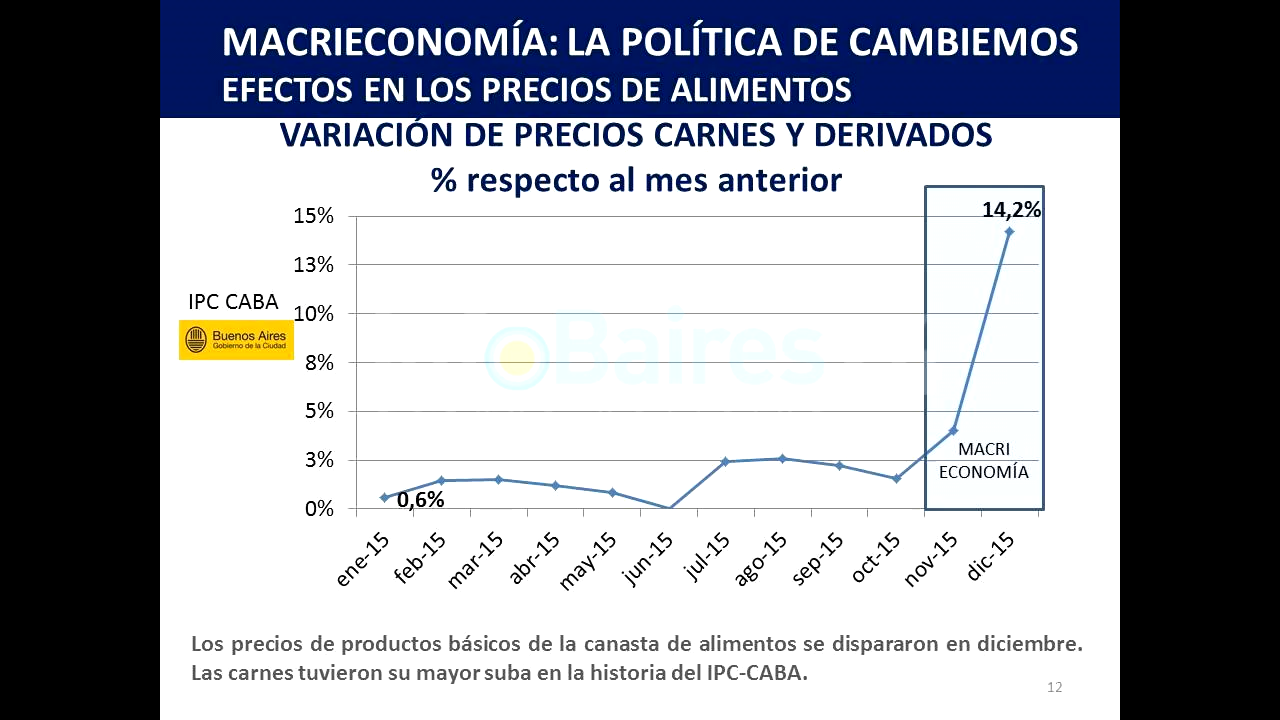 MACRIECONOMÍA: LA POLÍTICA DE CAMBIEMOS
EFECTOS EN LOS PRECIOS DE ALIMENTOS
VARIACIÓN DE PRECIOS CARNES Y DERIVADOS
% respecto al mes anterior
15%
13%
10%
8%
5%
3%
0%
IPC CABA
Buenos Aires
Gobierno de la Ciudad
Baires
14,2%
0,6%
MACRI
ECONOMÍA
ene-15
feb-15
mar-15
abr-15
may-15
jun-15
jul-15
ago-15
sep-15
oct-15
nov-15
dic-15
Los precios de productos básicos de la canasta de alimentos se dispararon en diciembre.
Las carnes tuvieron su mayor suba en la historia del IPC-CABA.
12